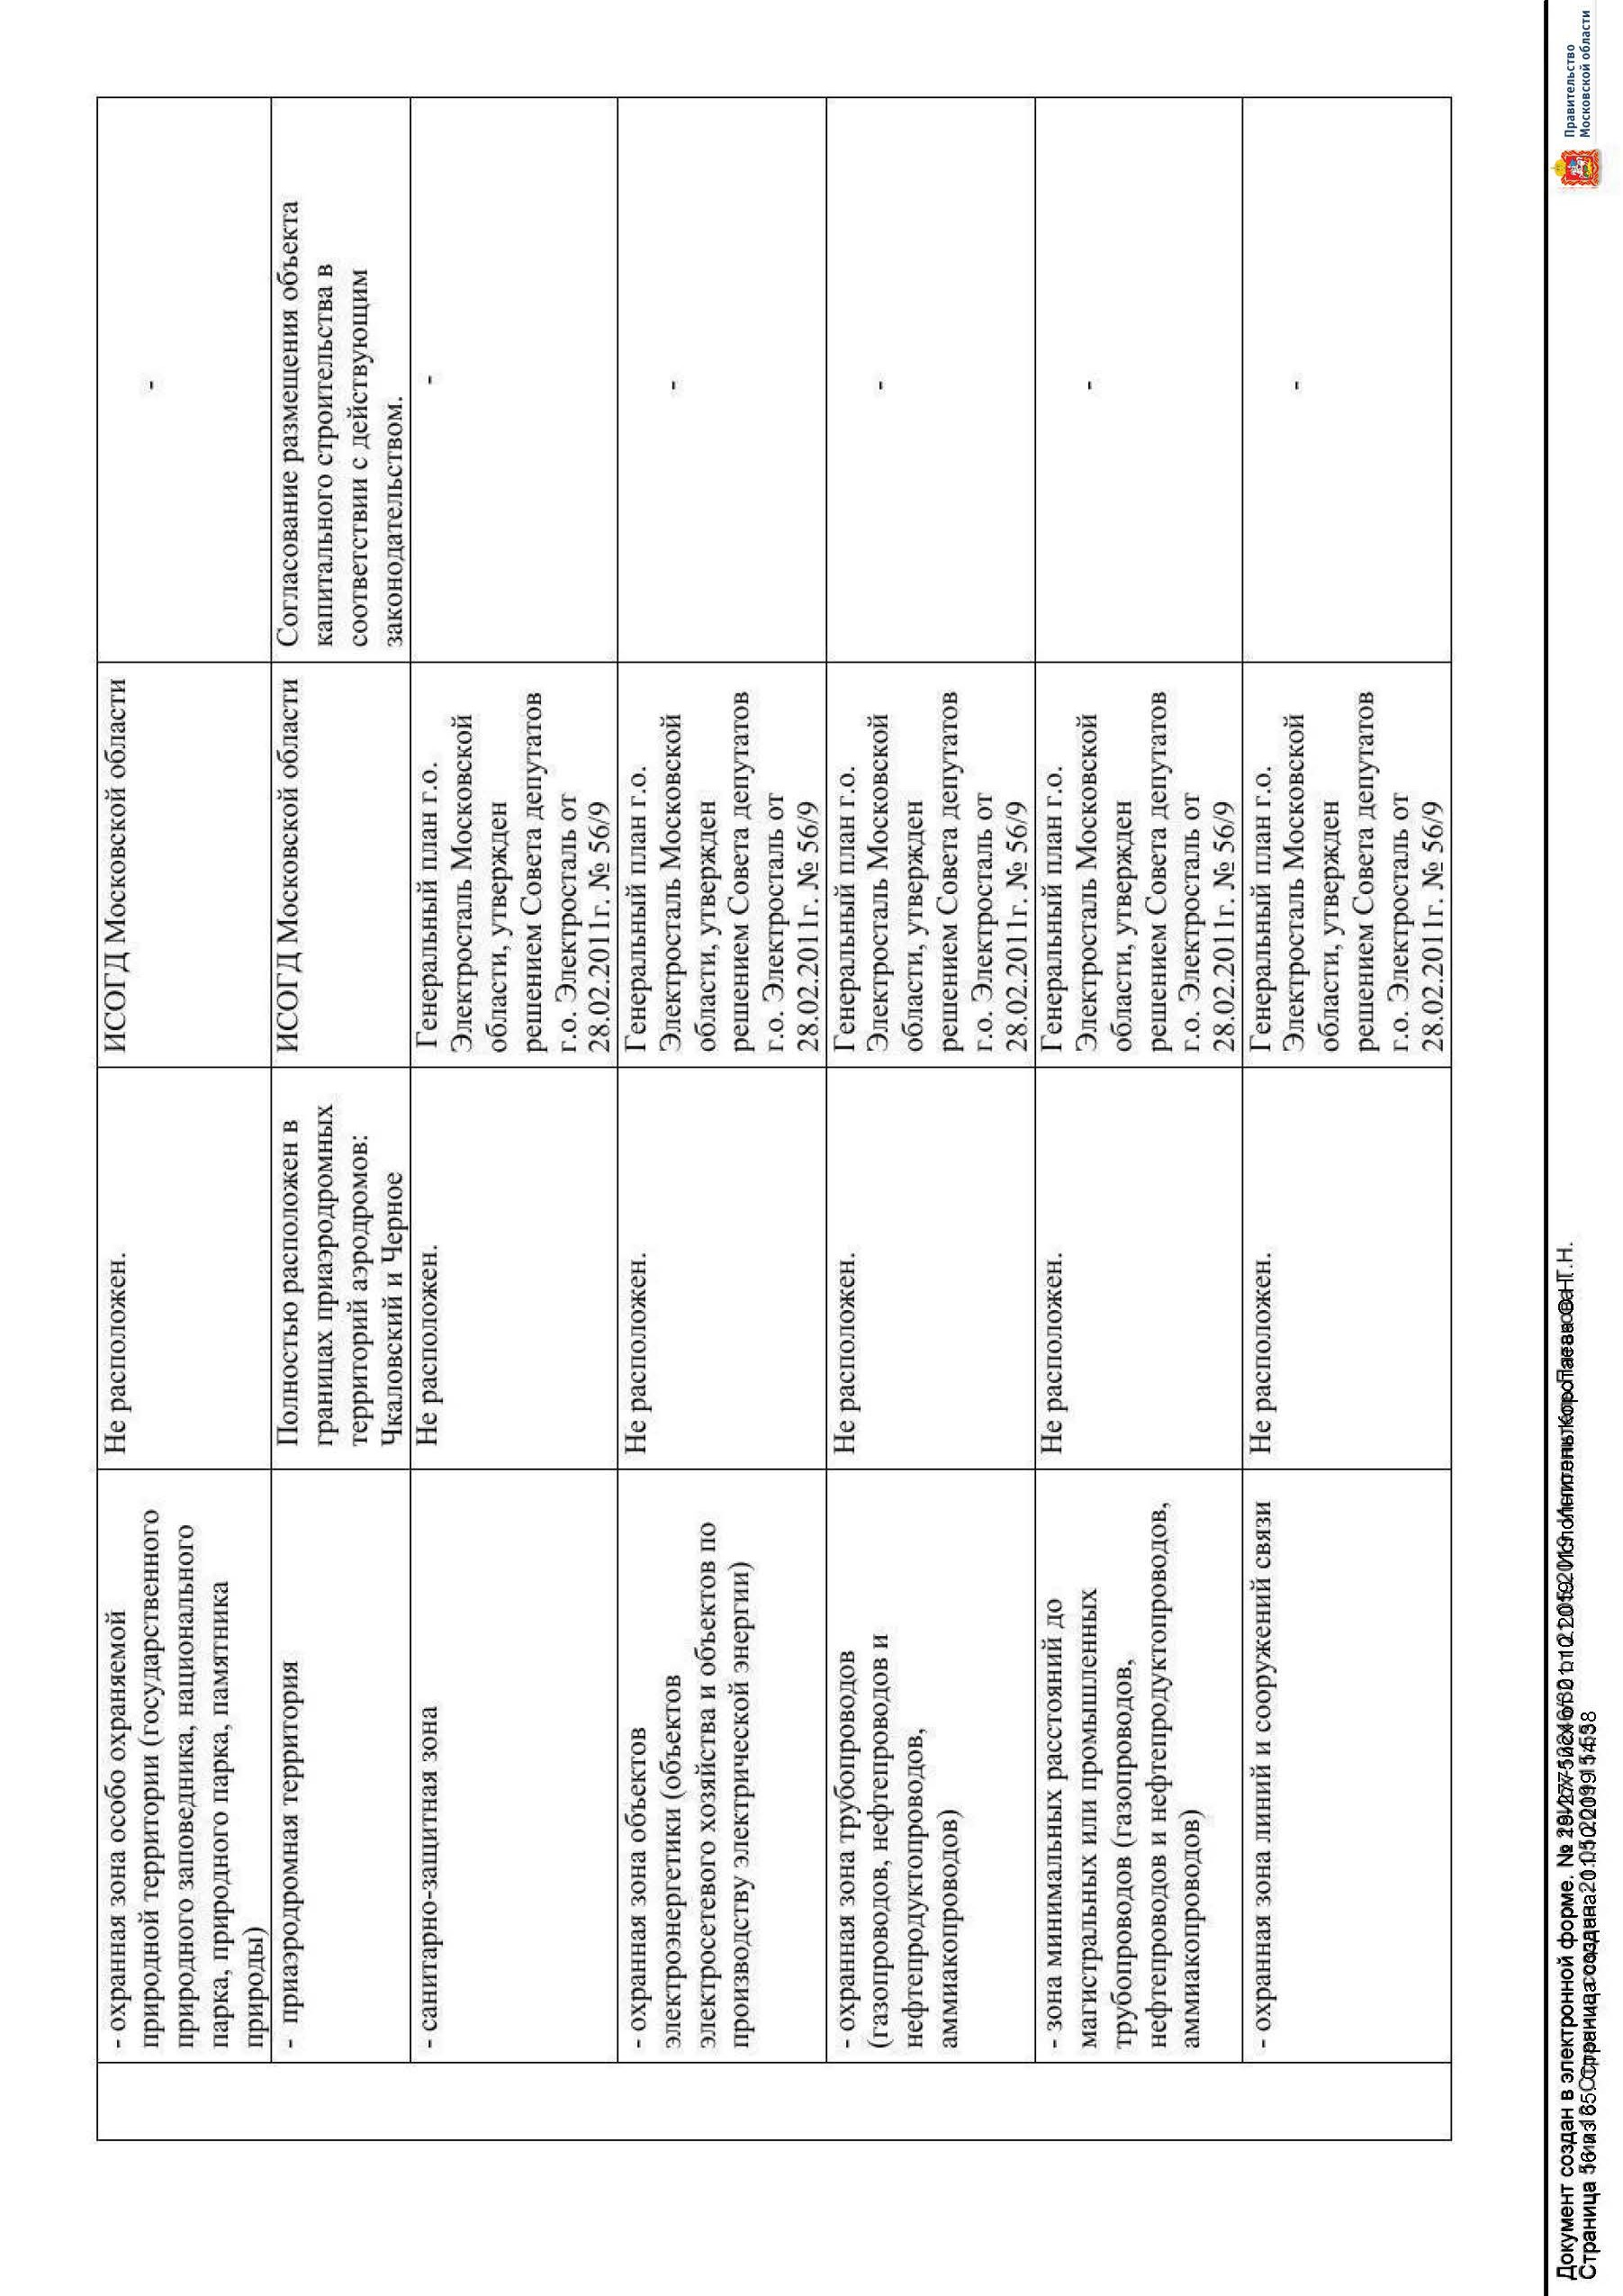 - охранная зона особо охраняемой
природной территории (государственного
природного заповедника, национального
парка, природного парка, памятника
природы)
Не расположен.
ИСОГД Московской области
-
- приаэродромная территория
Полностью расположен в
границах приаэродромных
территорий аэродромов:
Чкаловский и Черное
ИСОГД Московской области
Согласование размещения объекта
капитального строительства в
соответствии с действующим
законодательством.
- санитарно-защитная зона
Не расположен.
Генеральный план г.о.
Электросталь Московской
области, утвержден
решением Совета депутатов
г.о. Электросталь от
28.02.2011г. № 56/9
-
- охранная зона объектов
электроэнергетики (объектов
электросетевого хозяйства и объектов по
производству электрической энергии)
Не расположен.
Генеральный план г.о.
Электросталь Московской
области, утвержден
решением Совета депутатов
г.о. Электросталь от
28.02.2011г. № 56/9
-
- охранная зона трубопроводов
(газопроводов, нефтепроводов и
нефтепродуктопроводов,
аммиакопроводов)
Не расположен.
Генеральный план г.о.
Электросталь Московской
области, утвержден
решением Совета депутатов
г.о. Электросталь от
28.02.2011г. № 56/9
-
- зона минимальных расстояний до
магистральных или промышленных
трубопроводов (газопроводов,
нефтепроводов и нефтепродуктопроводов,
аммиакопроводов)
Не расположен.
Генеральный план г.о.
Электросталь Московской
области, утвержден
решением Совета депутатов
г.о. Электросталь от
28.02.2011г. № 56/9
-
- охранная зона линий и сооружений связи
Не расположен.
Генеральный план г.о.
Электросталь Московской
области, утвержден
решением Совета депутатов
г.о. Электросталь от
28.02.2011г. № 56/9
-
Документ создан в электронной форме. №
Страница
Правительство
Московской области